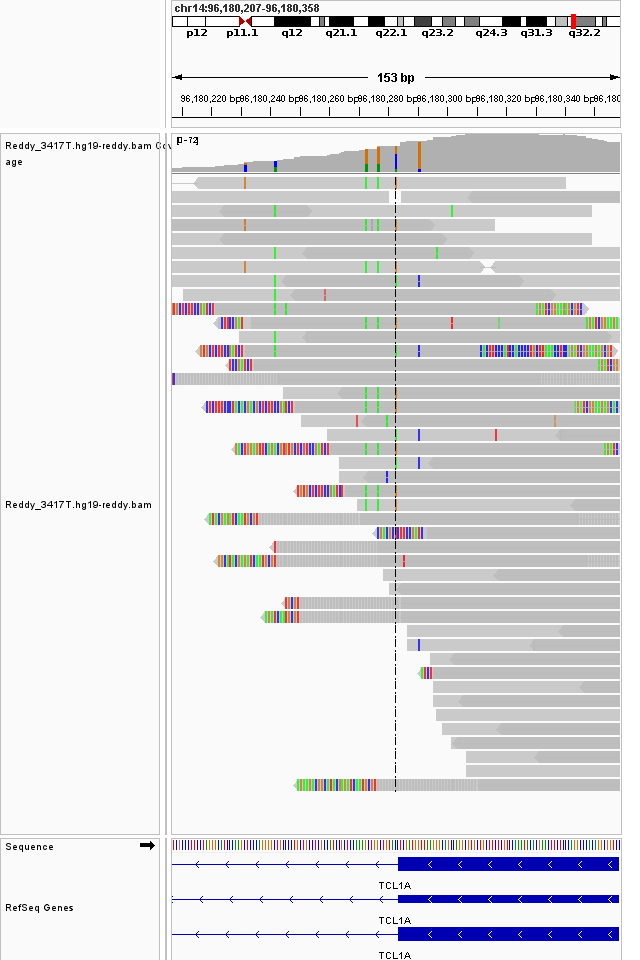 chr14:96,180,207-96,180,358
p12 p11.1 q12 q21.1 q22.1 q23.2 q24.3 q31.3 q32.2
153 bp
96,180,220 bp 96,180,240 bp 96,180,260 bp 96,180,280 bp 96,180,300 bp 96,180,320 bp 96,180,340 bp 96,180
Reddy_3417T.hg19-reddy.bam Cov
age
[0-72]
Reddy_3417T.hg19-reddy.bam
Sequence
TCL1A
RefSeq Genes
TCL1A
TCL1A